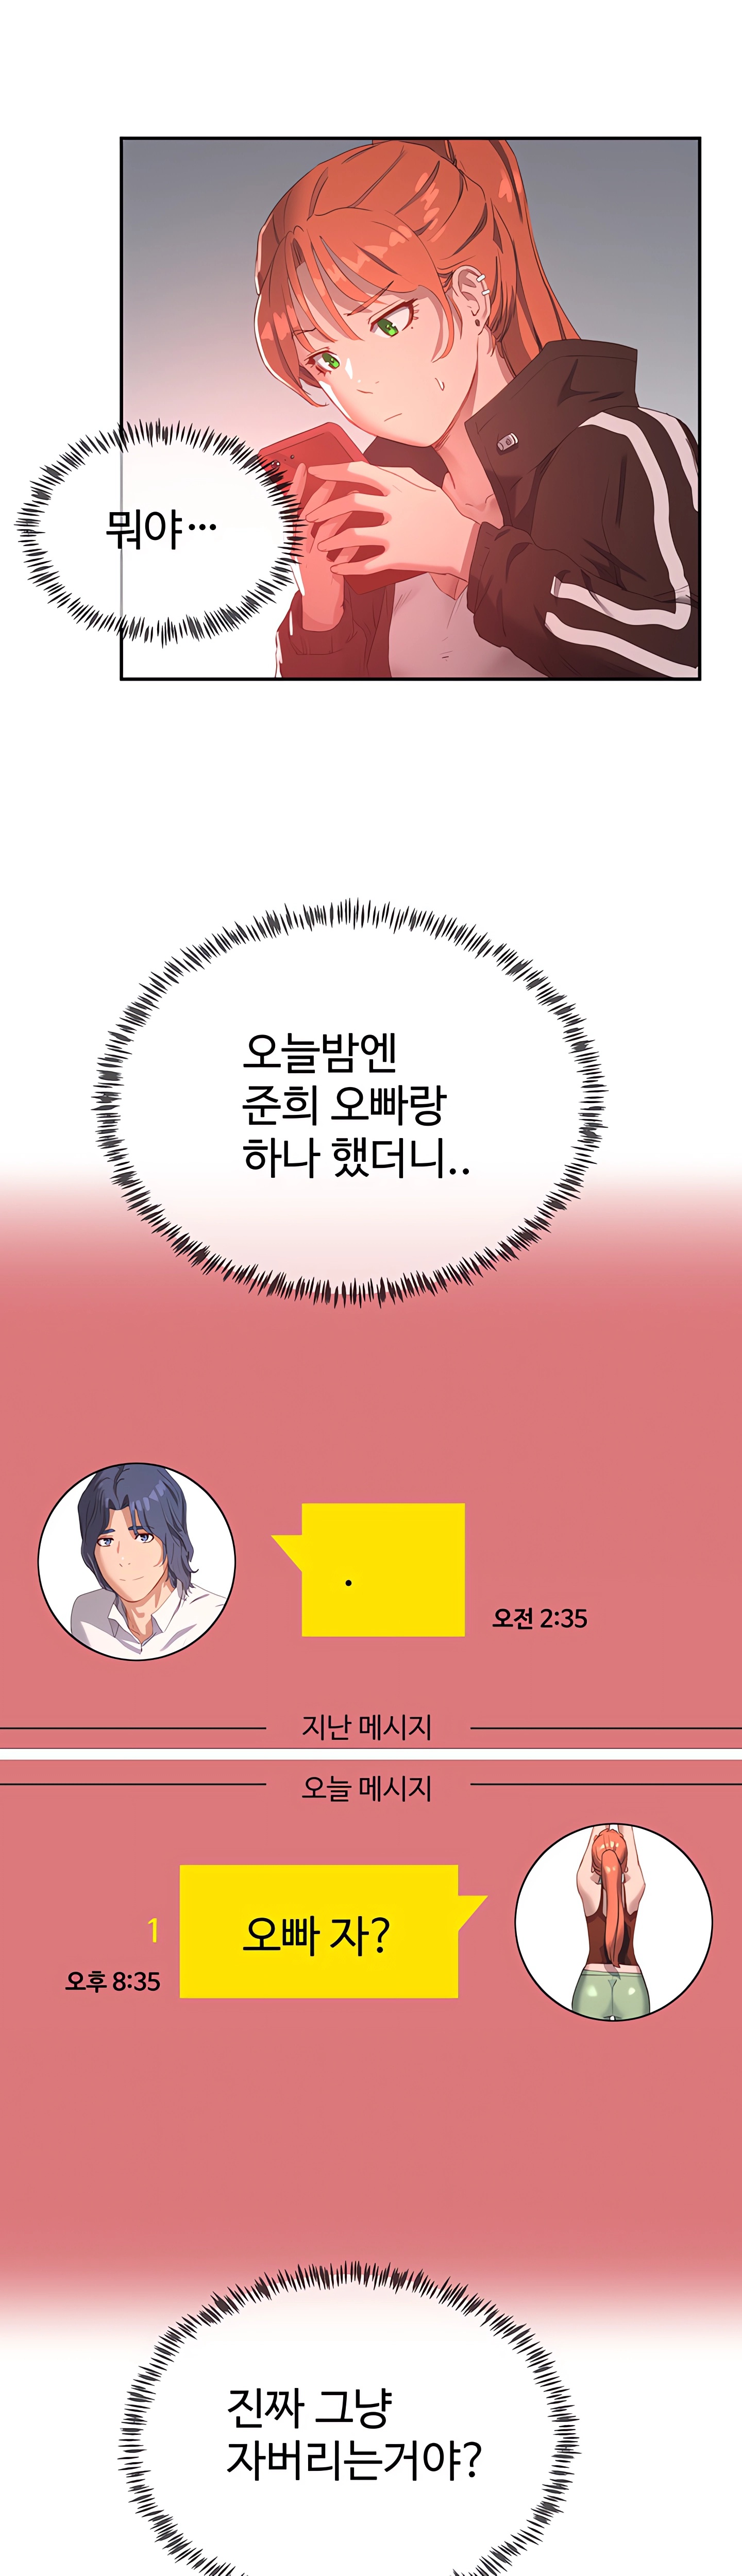 뭐야…
오늘밤엔
준희 오빠랑
하나 했더니..
.
오전 2:35
지난 메시지
오늘 메시지
1
오빠 자?
오후 8:35
진짜 그냥
자버리는거야?